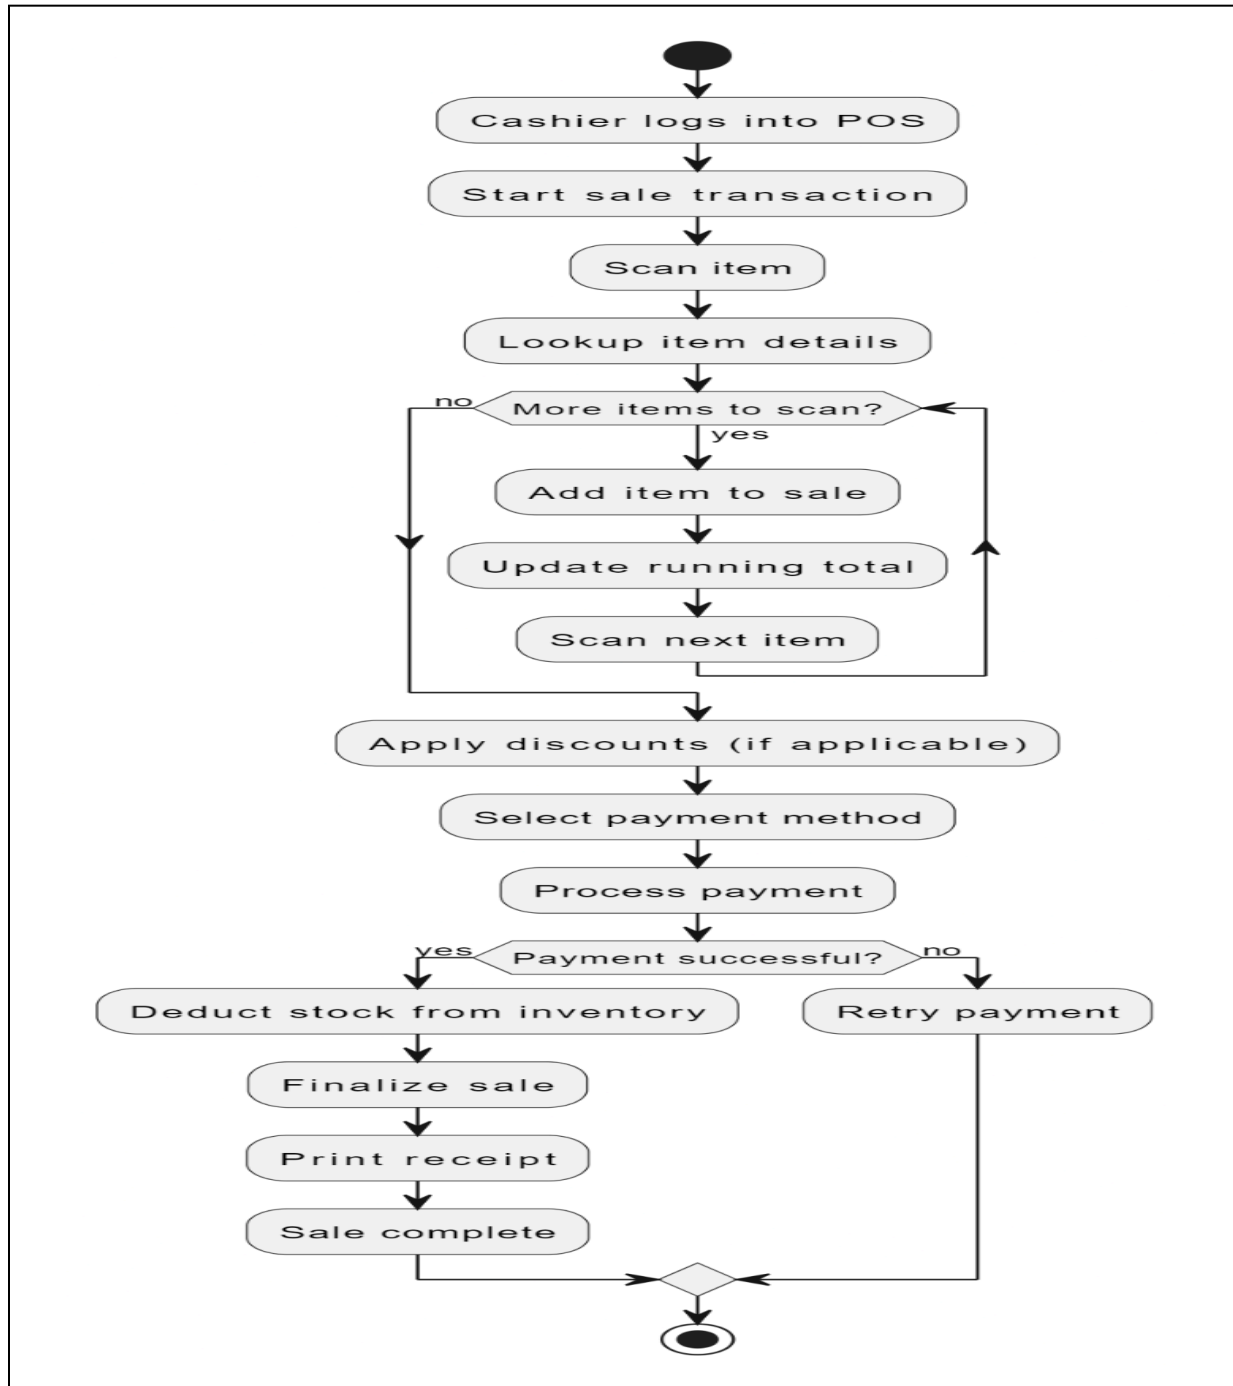 Cashier logs into POS
Start sale transaction
Scan item
Lookup item details
no
More items to scan?
yes
Add item to sale
Update running total
Scan next item
Apply discounts (if applicable)
Select payment method
Process payment
yes
Payment successful?
no
Deduct stock from inventory
Retry payment
Finalize sale
Print receipt
Sale complete